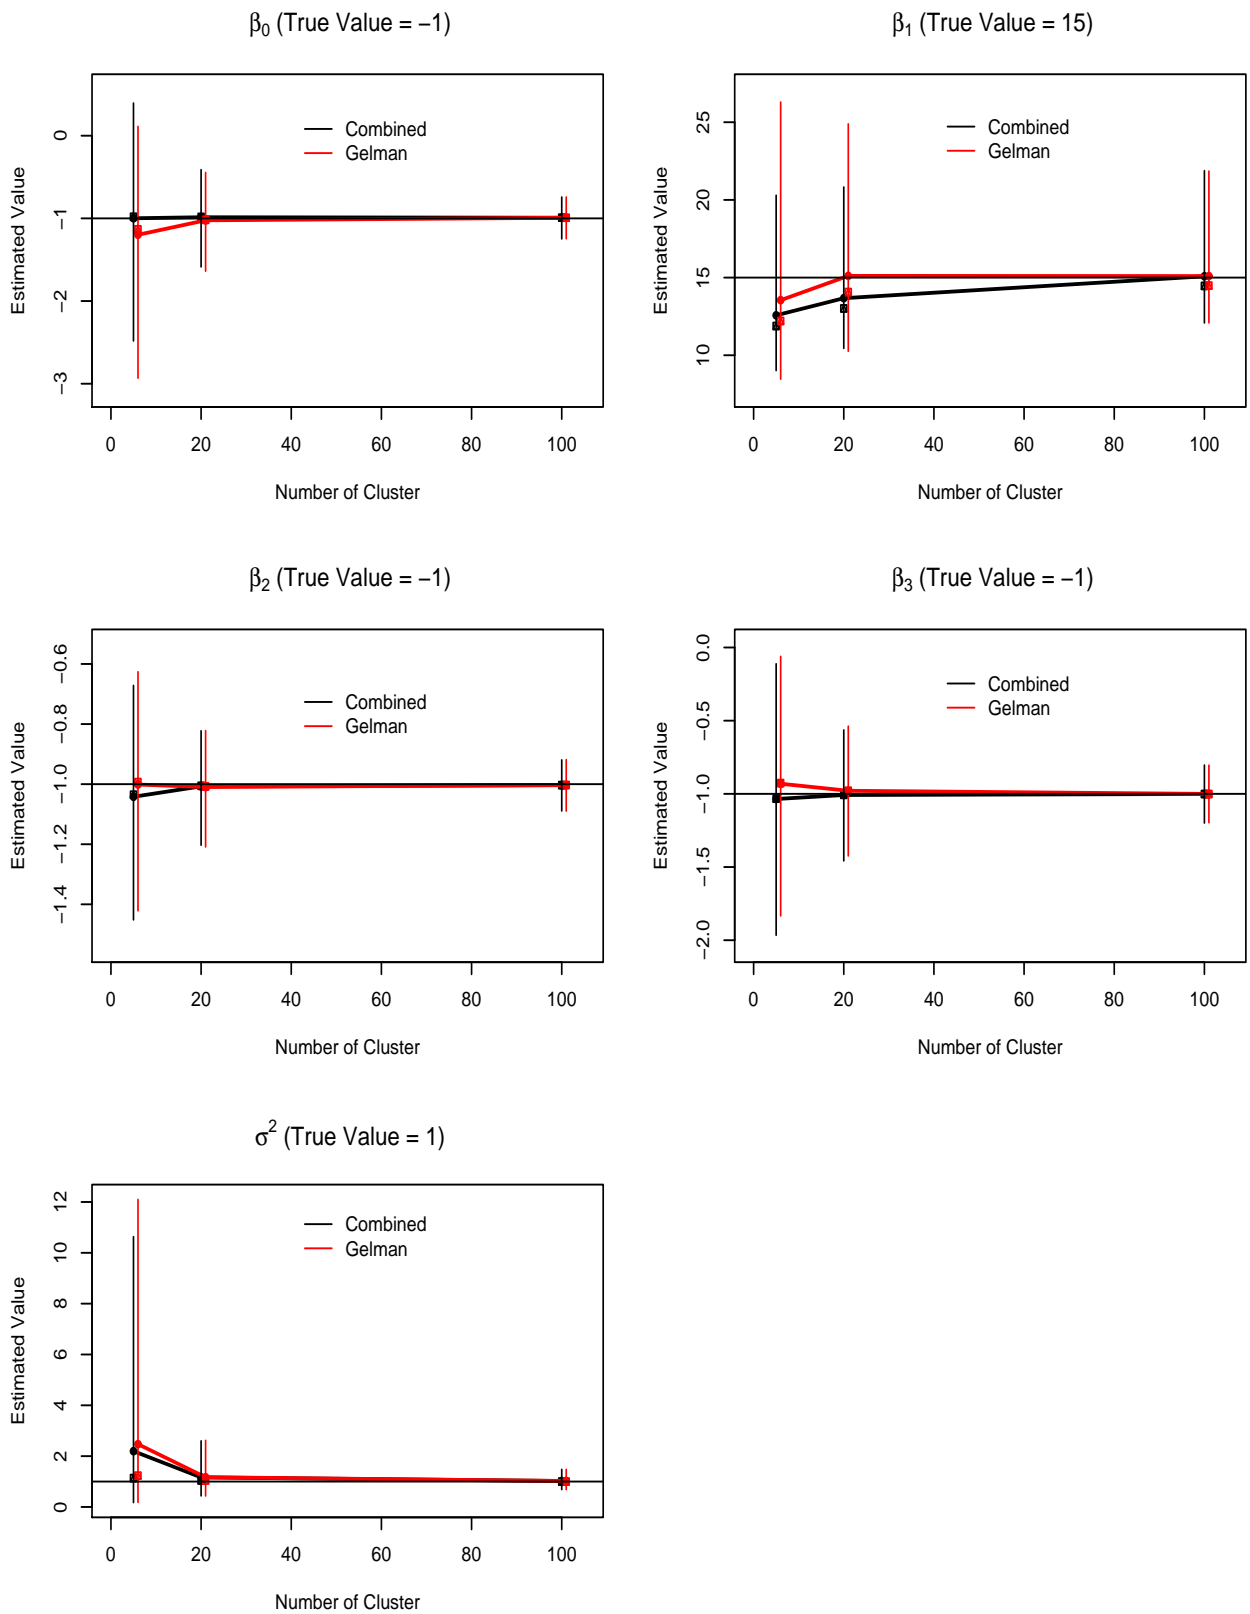 β0 (True Value = −1)
Estimated Value
0
−1
−2
−3
Combined
Gelman
0 20 40 60 80 100
Number of Cluster
β1 (True Value = 15)
Estimated Value
25
20
15
10
Combined
Gelman
0 20 40 60 80 100
Number of Cluster
β2 (True Value = −1)
Estimated Value
−0.6
−0.8
−1.0
−1.2
−1.4
Combined
Gelman
0 20 40 60 80 100
Number of Cluster
β3 (True Value = −1)
Estimated Value
0.0
−0.5
−1.0
−1.5
−2.0
Combined
Gelman
0 20 40 60 80 100
Number of Cluster
σ2 (True Value = 1)
Estimated Value
12
10
8
6
4
2
0
Combined
Gelman
0 20 40 60 80 100
Number of Cluster